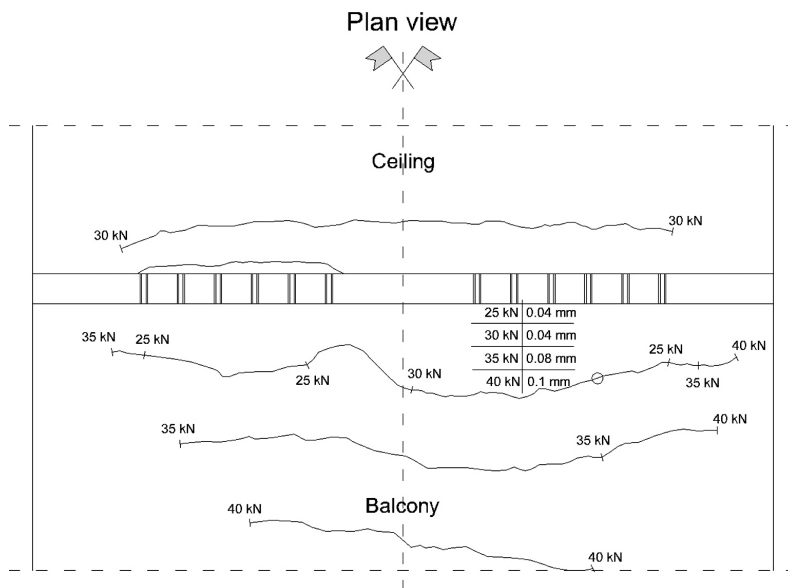 Plan view
Ceiling
30 kN
30 kN
25 kN 0.04 mm
30 kN 0.04 mm
35 kN 0.08 mm
40 kN 0.1 mm
35 kN
25 kN
25 kN
30 kN
25 kN
35 kN
40 kN
35 kN
35 kN
40 kN
40 kN
Balcony
40 kN